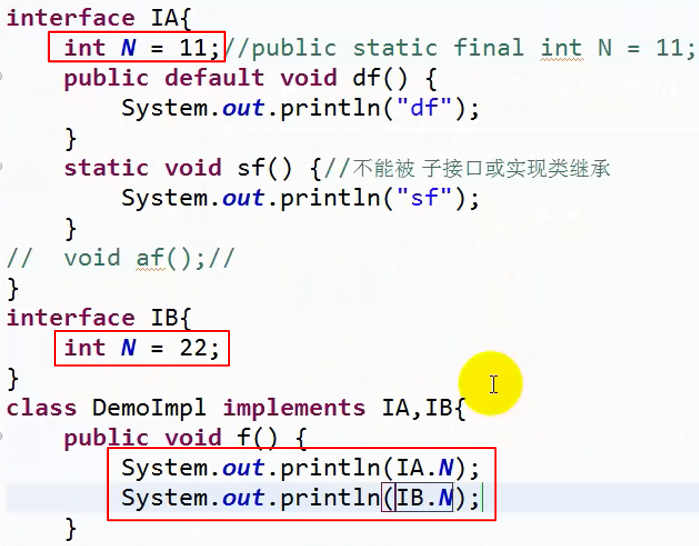 interface IA{
    int N = 11;//public static final int N = 11;
    public default void df() {
        System.out.println("df");
    }
    static void sf() {//不能被 子接口或实现类继承
        System.out.println("sf");
    }
//  void af();//
}
interface IB{
    int N = 22;
}
class DemoImpl implements IA,IB{
    public void f() {
        System.out.println(IA.N);
        System.out.println(IB.N);
    }